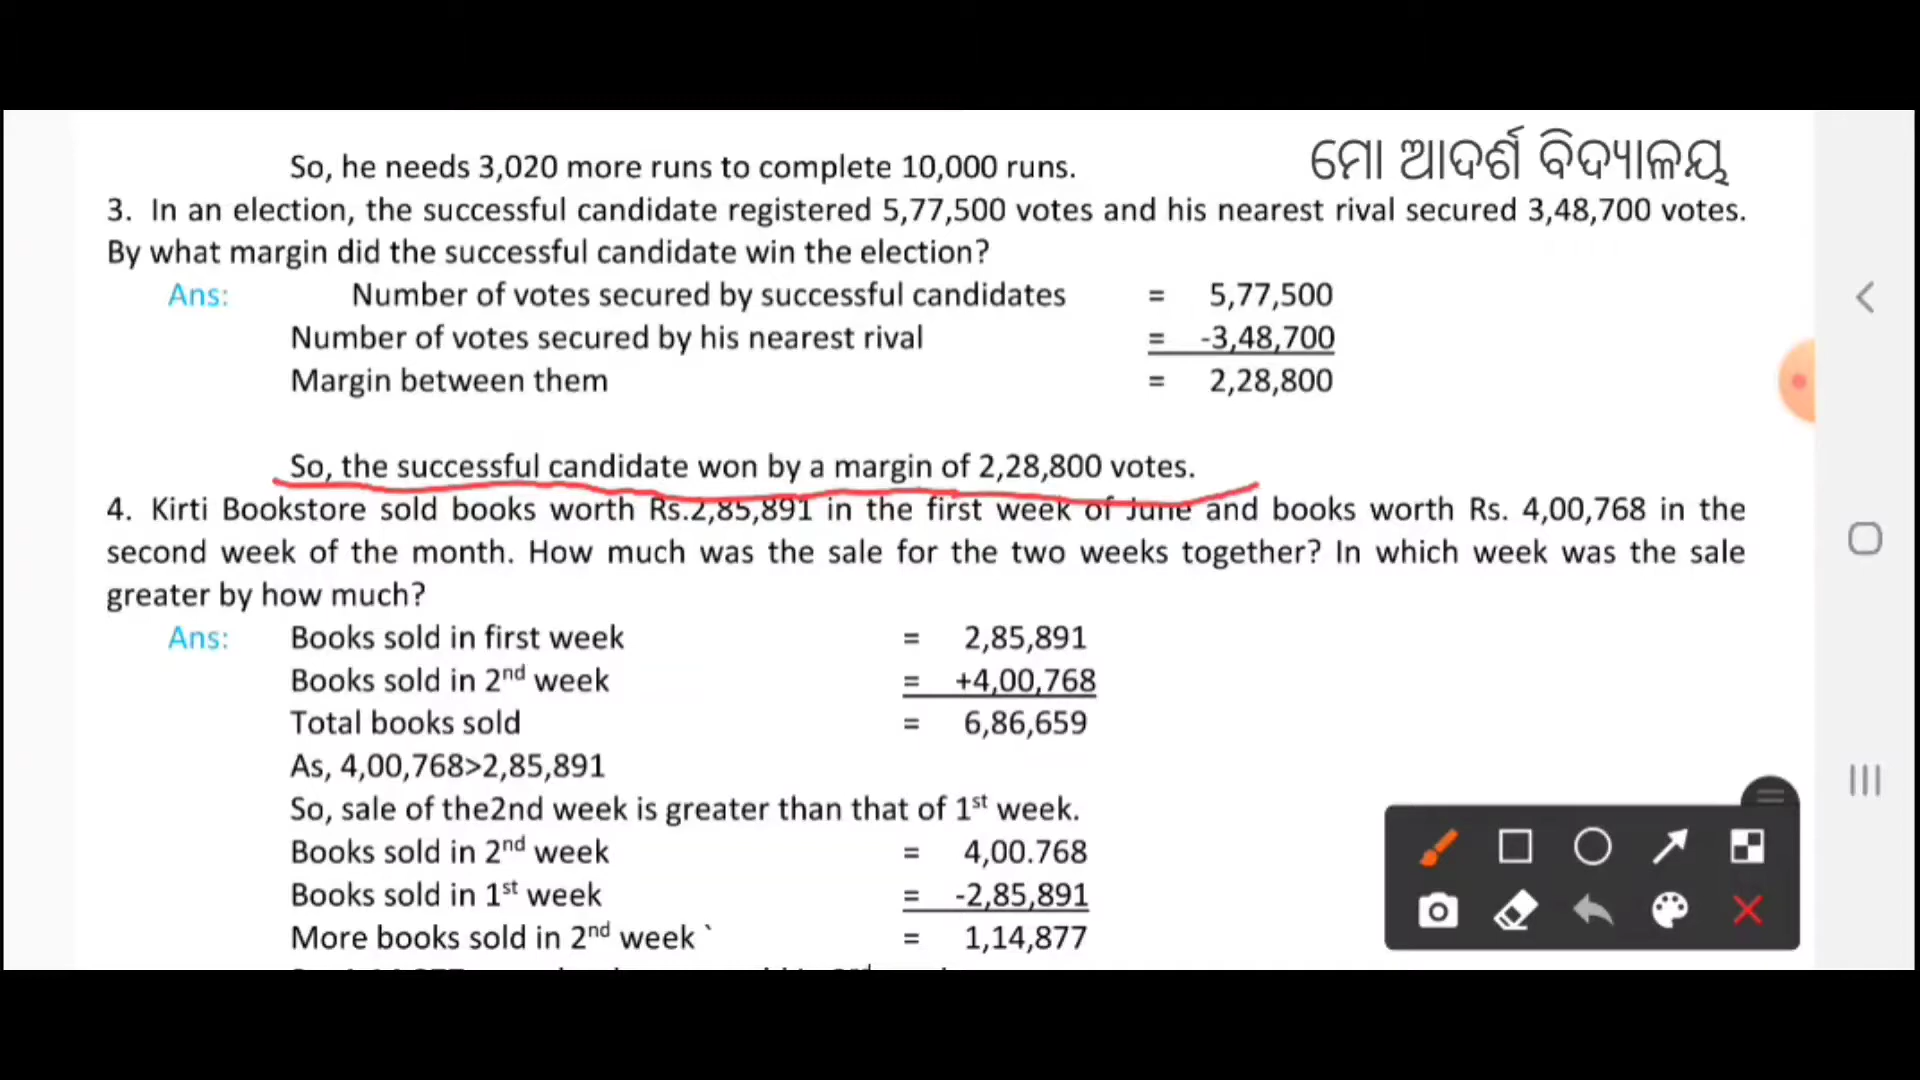 ମୋ ଆଦର୍ଶ ବିଦ୍ୟାଳୟ
So, he needs 3,020 more runs to complete 10,000 runs.
3. In an election, the successful candidate registered 5,77,500 votes and his nearest rival secured 3,48,700 votes.
By what margin did the successful candidate win the election?
Ans: Number of votes secured by successful candidates = 5,77,500
Number of votes secured by his nearest rival = -3,48,700
Margin between them = 2,28,800
So, the successful candidate won by a margin of 2,28,800 votes.
4. Kirti Bookstore sold books worth Rs.2,85,891 in the first week of June and books worth Rs. 4,00,768 in the
second week of the month. How much was the sale for the two weeks together? In which week was the sale
greater by how much?
Ans: Books sold in first week = 2,85,891
Books sold in 2nd week = +4,00,768
Total books sold = 6,86,659
As, 4,00,768>2,85,891
So, sale of the2nd week is greater than that of 1st week.
Books sold in 2nd week = 4,00.768
Books sold in 1st week = -2,85,891
More books sold in 2nd week ` = 1,14,877